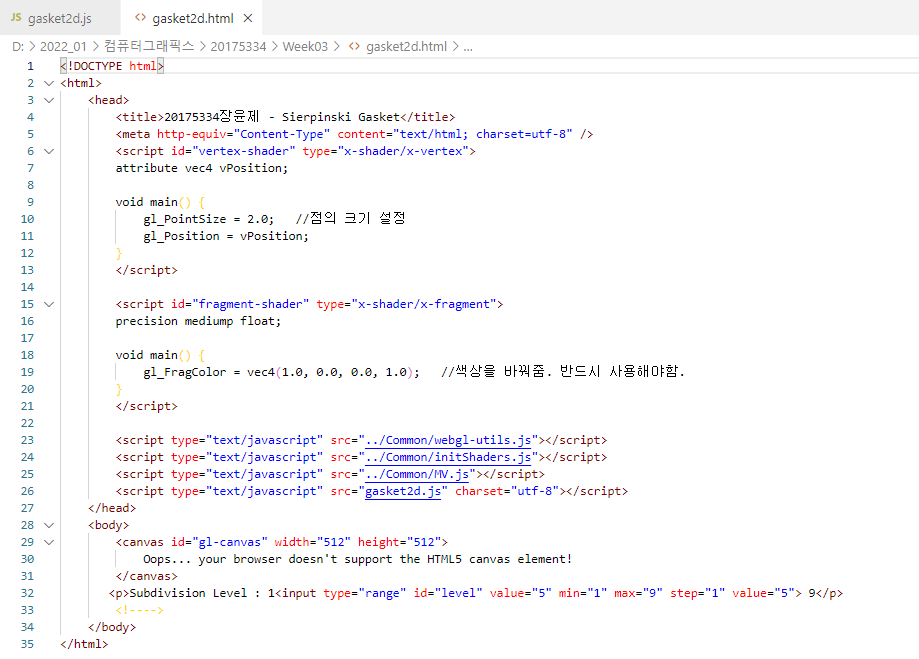 JS gasket2d.js <> gasket2d.html ×
D: > 2022_01 > 컴퓨터그래픽스 > 20175334 > Week03 > <> gasket2d.html > ...
1 <!DOCTYPE html>
2 <html>
3 <head>
4 <title>20175334장윤제 - Sierpinski Gasket</title>
5 <meta http-equiv="Content-Type" content="text/html; charset=utf-8" />
6 <script id="vertex-shader" type="x-shader/x-vertex">
7 attribute vec4 vPosition;
8
9 void main() {
10 gl_PointSize = 2.0; //점의 크기 설정
11 gl_Position = vPosition;
12 }
13 </script>
14
15 <script id="fragment-shader" type="x-shader/x-fragment">
16 precision mediump float;
17
18 void main() {
19 gl_FragColor = vec4(1.0, 0.0, 0.0, 1.0); //색상을 바꿔줌. 반드시 사용해야함.
20 }
21 </script>
22
23 <script type="text/javascript" src="../Common/webgl-utils.js"></script>
24 <script type="text/javascript" src="../Common/initShaders.js"></script>
25 <script type="text/javascript" src="../Common/MV.js"></script>
26 <script type="text/javascript" src="gasket2d.js" charset="utf-8"></script>
27 </head>
28 <body>
29 <canvas id="gl-canvas" width="512" height="512">
30 Oops... your browser doesn't support the HTML5 canvas element!
31 </canvas>
32 <p>Subdivision Level : 1<input type="range" id="level" value="5" min="1" max="9" step="1" value="5"> 9</p>
33 <!---->
34 </body>
35 </html>